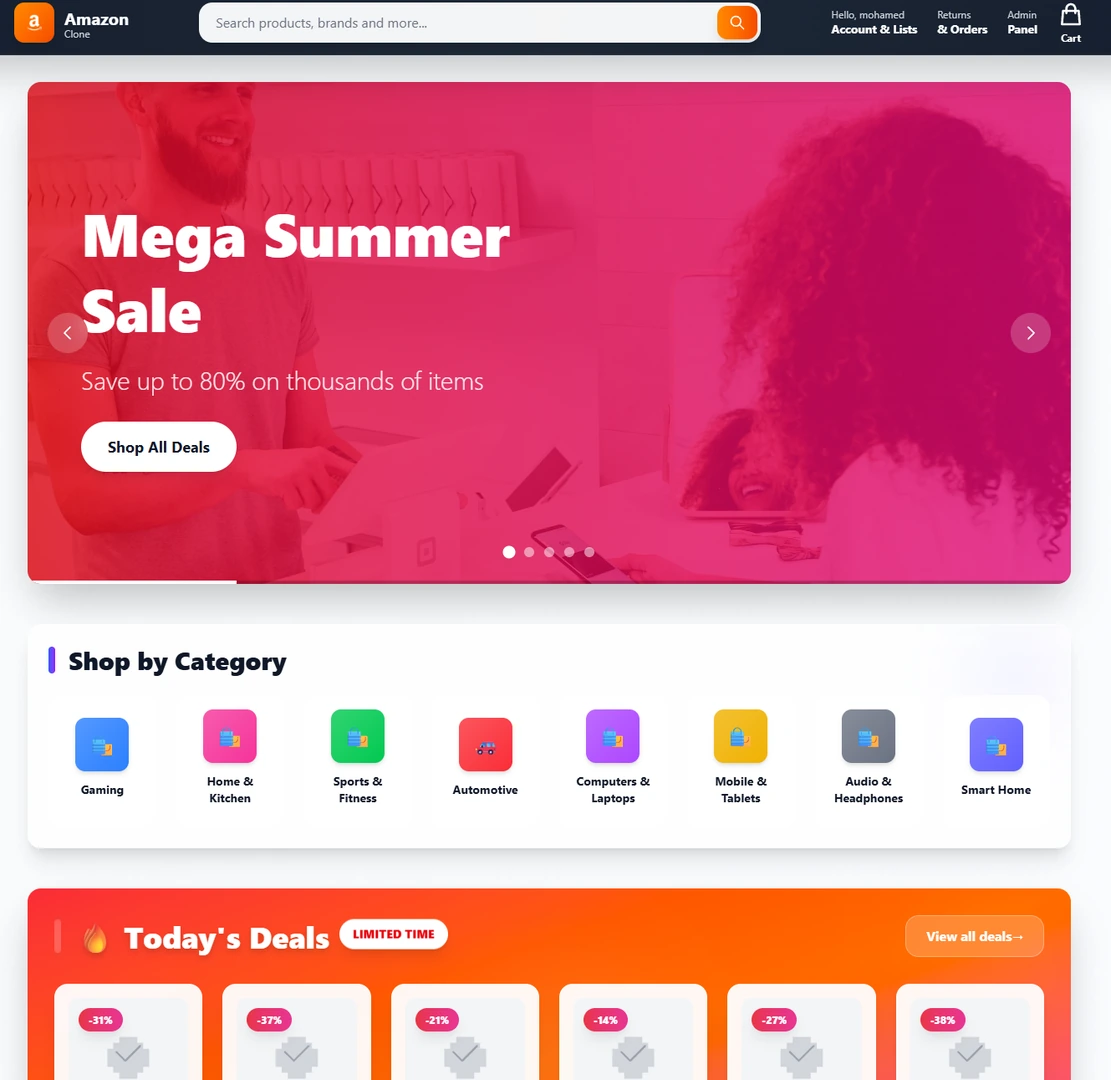 a
Amazon
Clone
Search products, brands and more...
Hello, mohamed
Account & Lists
Returns
& Orders
Admin
Panel
Cart
Mega Summer
Sale
Save up to 80% on thousands of items
Shop All Deals
Shop by Category
Gaming
Home &
Kitchen
Sports &
Fitness
Automotive
Computers &
Laptops
Mobile &
Tablets
Audio &
Headphones
Smart Home
Today's Deals
LIMITED TIME
View all deals→
-31%
-37%
-21%
-14%
-27%
-38%